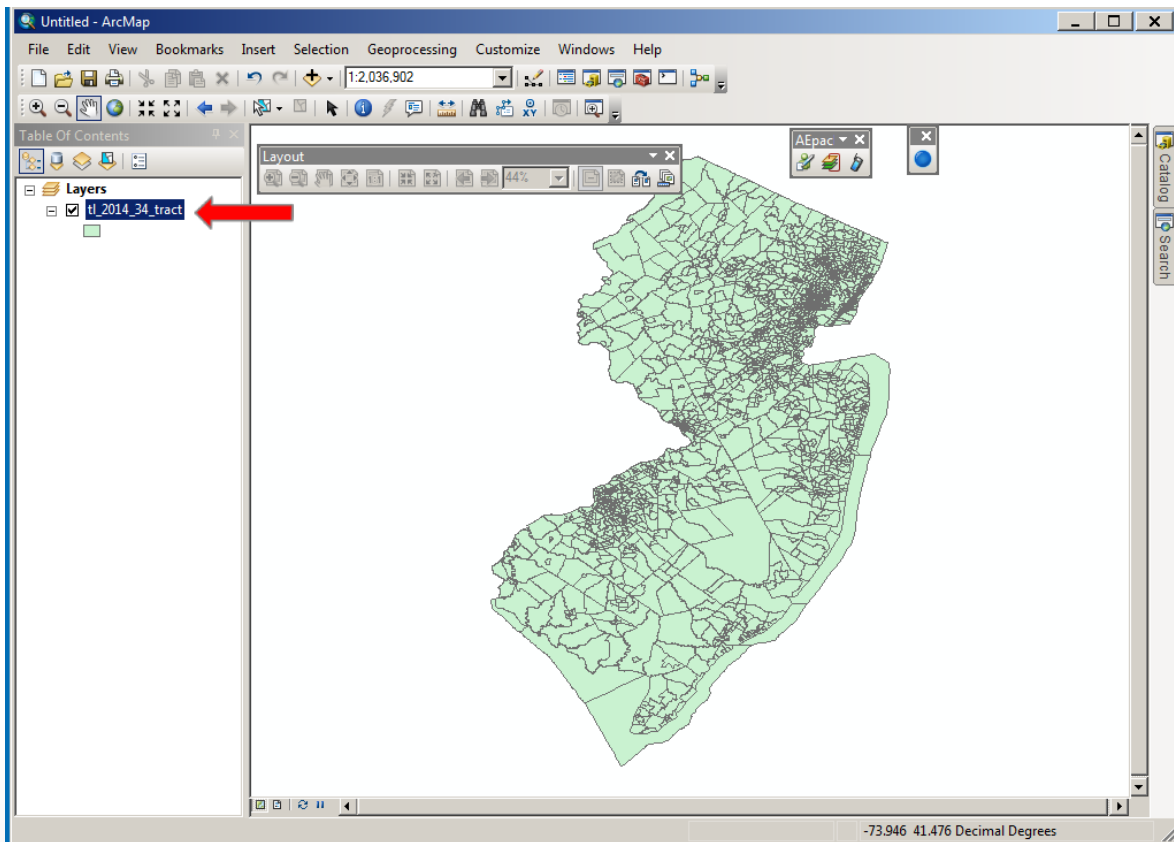 Untitled - ArcMap
File Edit View Bookmarks Insert Selection Geoprocessing Customize Windows Help
1:2,036,902
Table Of Contents
Layers
tl_2014_34_tract
Layout
44%
AEpac
Catalog
Search
-73.946 41.476 Decimal Degrees